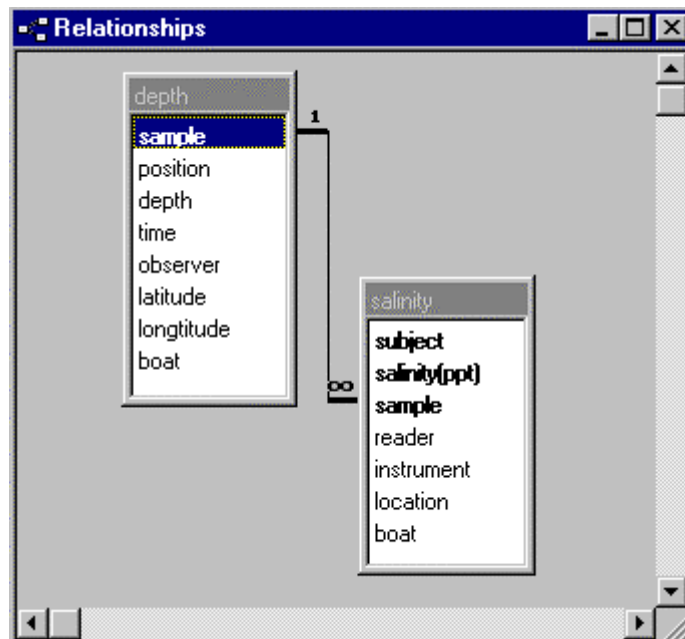 Relationships
depth
sample
position
depth
time
observer
latitude
longtitude
boat
1
∞
salinity
subject
salinity(ppt)
sample
reader
instrument
location
boat